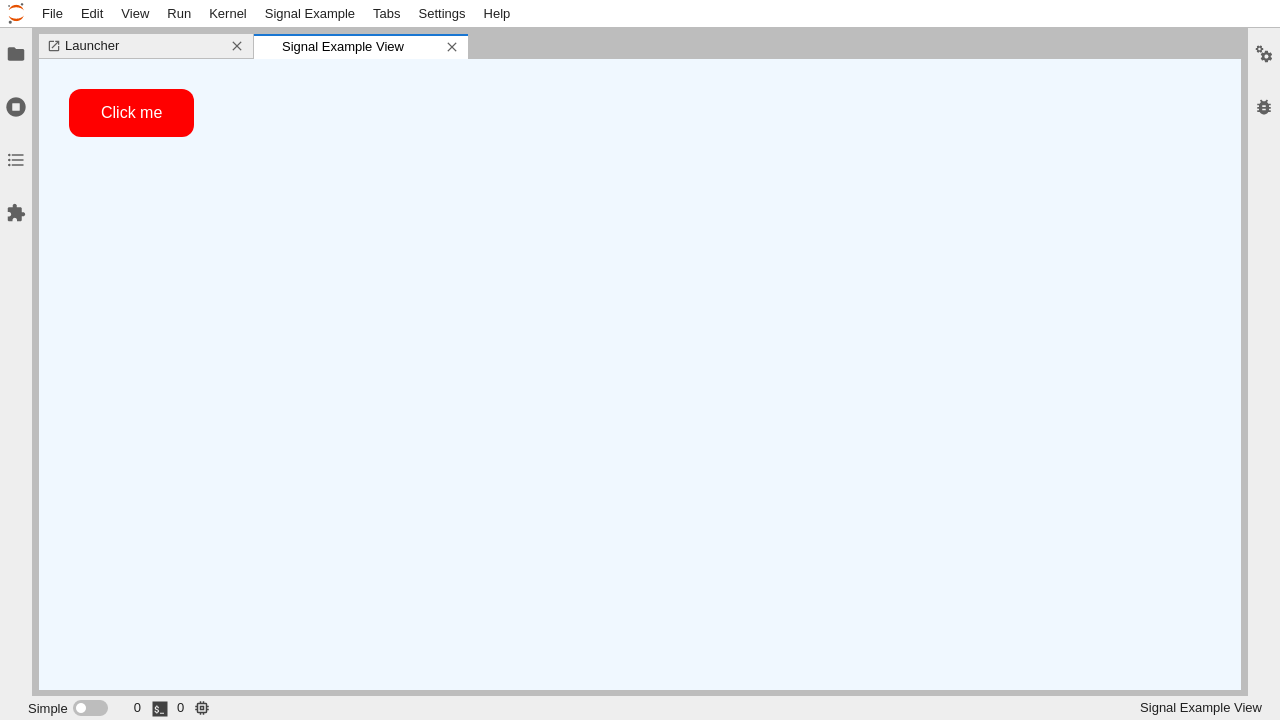 File Edit View Run Kernel Signal Example Tabs Settings Help
Launcher Signal Example View
Click me
Simple 0 $_ 0 Signal Example View